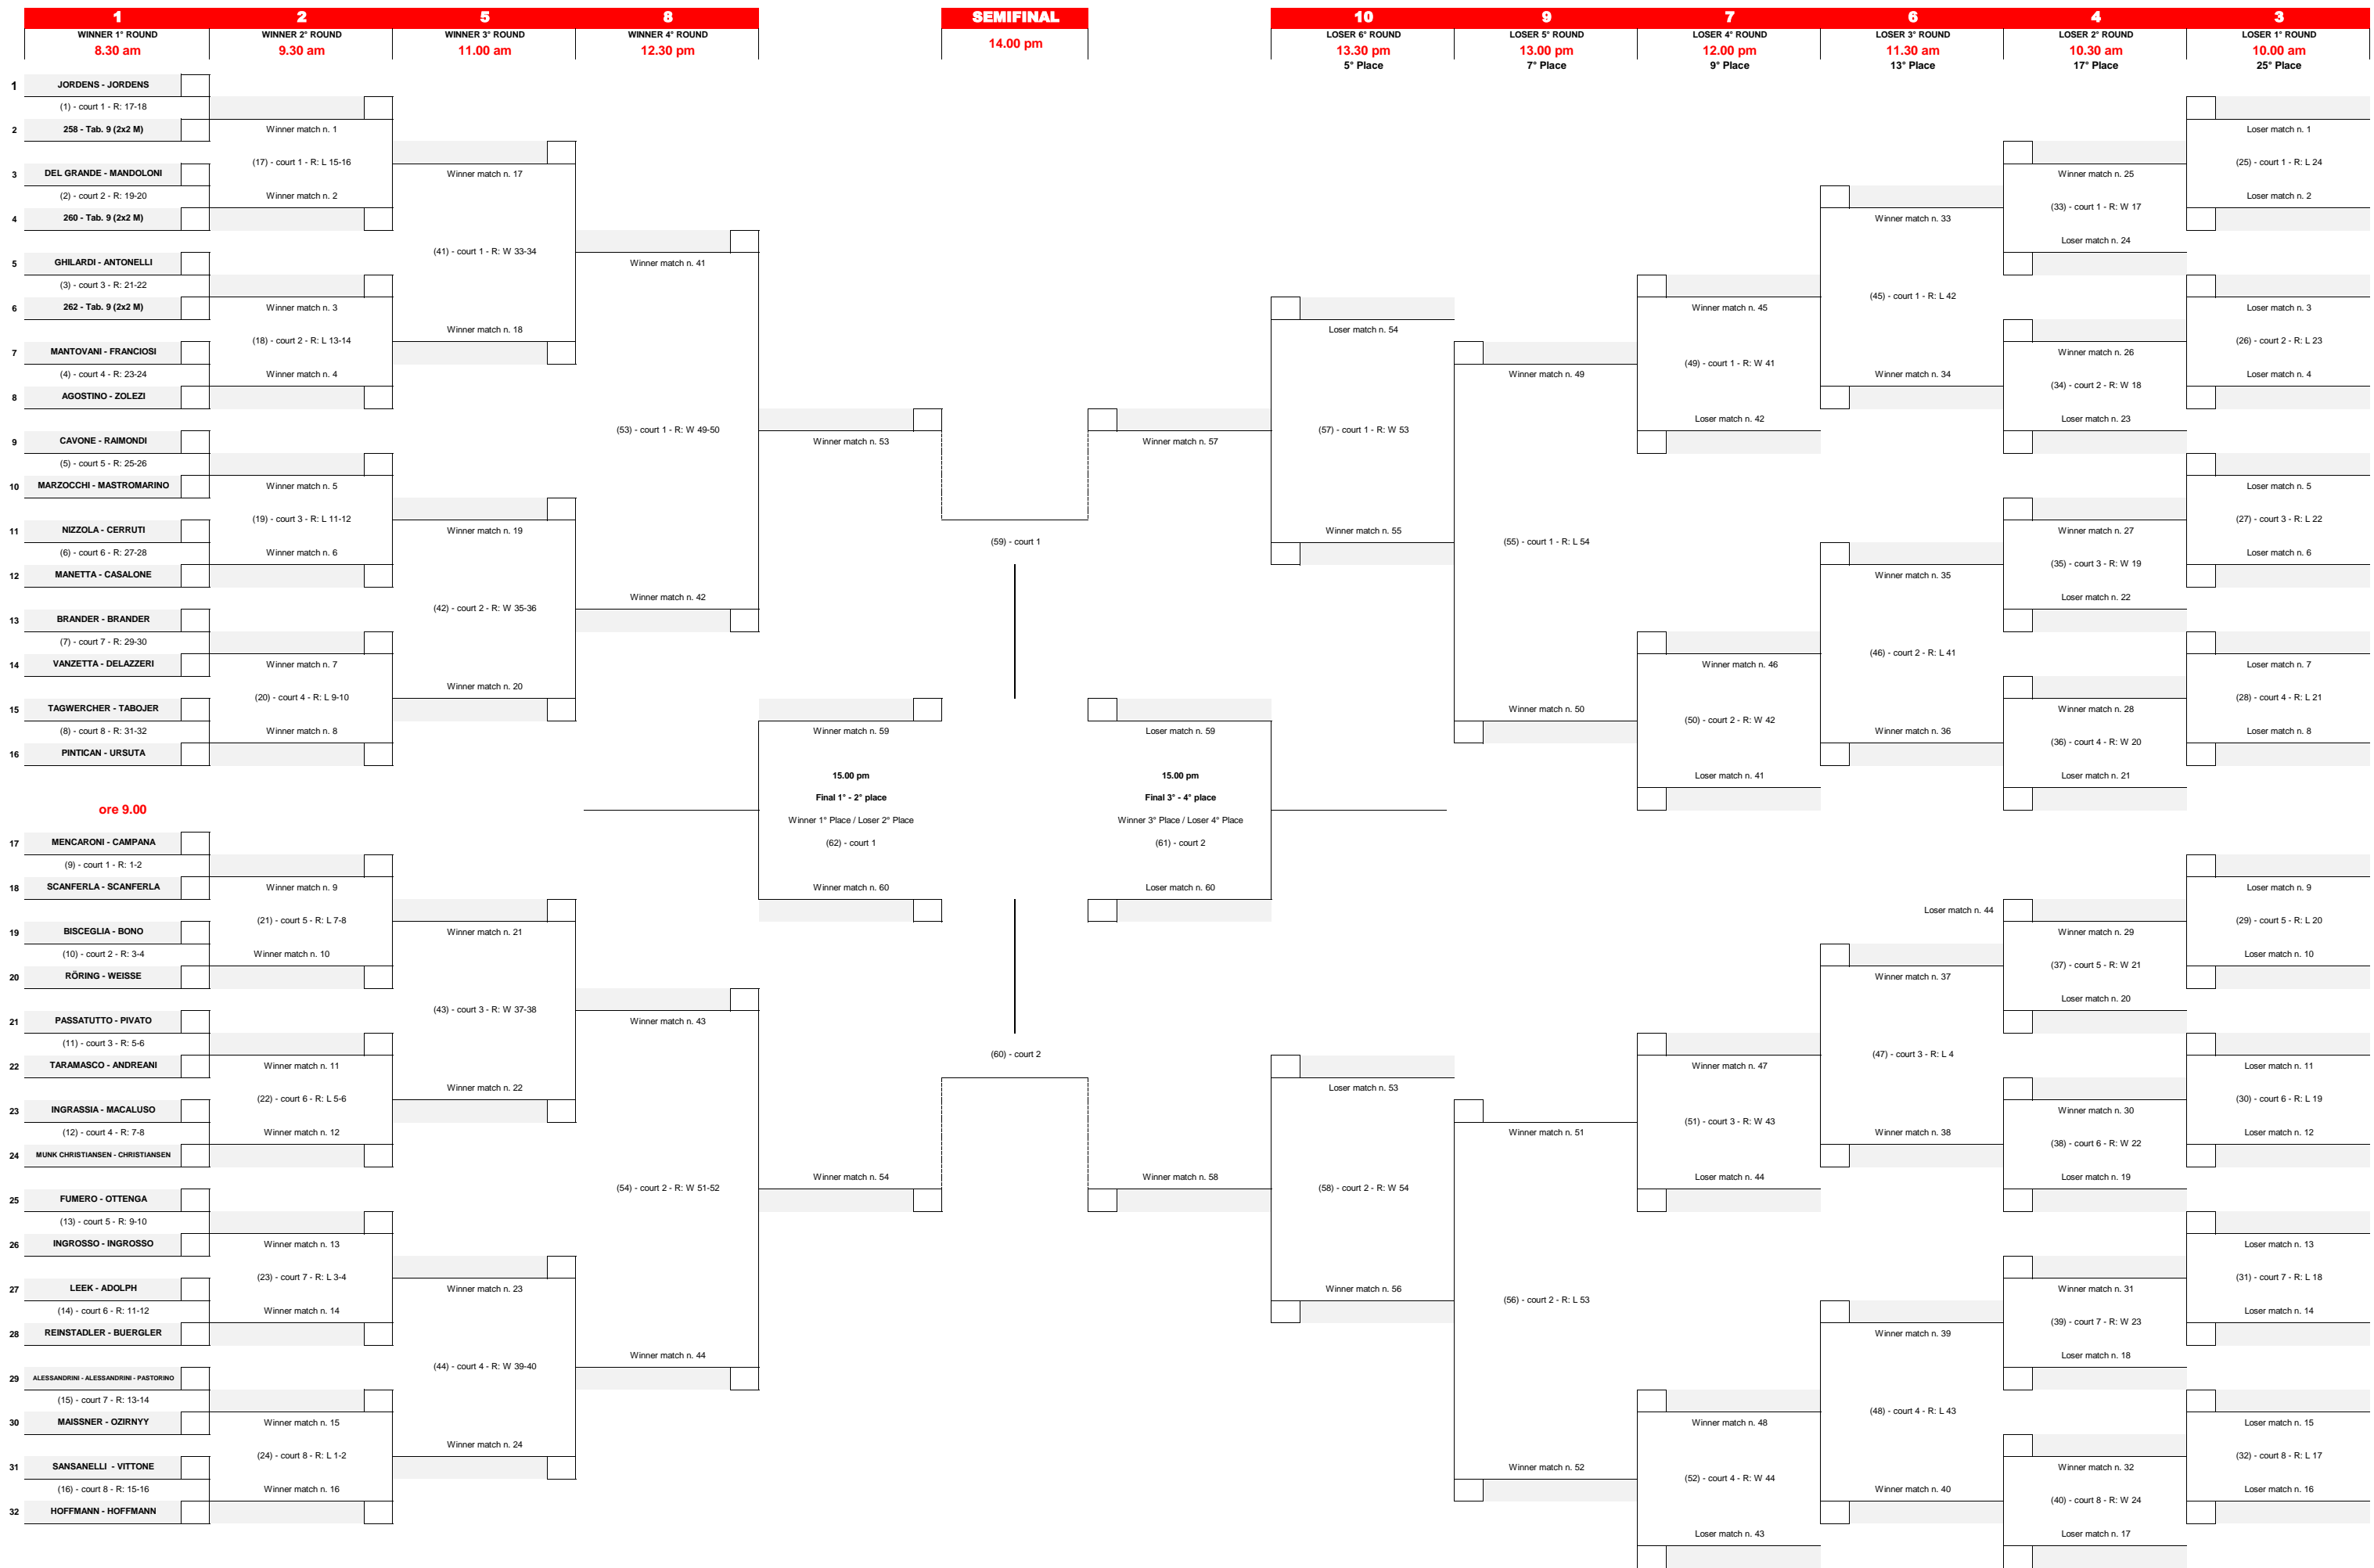 1 2 5 8 SEMIFINAL 10 9 7 6 4 3
WINNER 1° ROUND WINNER 2° ROUND WINNER 3° ROUND WINNER 4° ROUND LOSER 6° ROUND LOSER 5° ROUND LOSER 4° ROUND LOSER 3° ROUND LOSER 2° ROUND LOSER 1° ROUND
8.30 am 9.30 am 11.00 am 12.30 pm 14.00 pm 13.30 pm 13.00 pm 12.00 pm 11.30 am 10.30 am 10.00 am
5° Place 7° Place 9° Place 13° Place 17° Place 25° Place
1 JORDENS - JORDENS
(1) - court 1 - R: 17-18
2 258 - Tab. 9 (2x2 M)
3 DEL GRANDE - MANDOLONI
(2) - court 2 - R: 19-20
4 260 - Tab. 9 (2x2 M)
5 GHILARDI - ANTONELLI
(3) - court 3 - R: 21-22
6 262 - Tab. 9 (2x2 M)
7 MANTOVANI - FRANCIOSI
(4) - court 4 - R: 23-24
8 AGOSTINO - ZOLEZI
9 CAVONE - RAIMONDI
(5) - court 5 - R: 25-26
10 MARZOCCHI - MASTROMARINO
11 NIZZOLA - CERRUTI
(6) - court 6 - R: 27-28
12 MANETTA - CASALONE
13 BRANDER - BRANDER
(7) - court 7 - R: 29-30
14 VANZETTA - DELAZZERI
15 TAGWERCHER - TABOJER
(8) - court 8 - R: 31-32
16 PINTICAN - URSUTA
ore 9.00
17 MENCARONI - CAMPANA
(9) - court 1 - R: 1-2
18 SCANFERLA - SCANFERLA
19 BISCEGLIA - BONO
(10) - court 2 - R: 3-4
20 RÖRING - WEISSE
21 PASSATUTTO - PIVATO
(11) - court 3 - R: 5-6
22 TARAMASCO - ANDREANI
23 INGRASSIA - MACALUSO
(12) - court 4 - R: 7-8
24 MUNK CHRISTIANSEN - CHRISTIANSEN
25 FUMERO - OTTENGA
(13) - court 5 - R: 9-10
26 INGROSSO - INGROSSO
27 LEEK - ADOLPH
(14) - court 6 - R: 11-12
28 REINSTADLER - BUERGLER
29 ALESSANDRINI - ALESSANDRINI - PASTORINO
(15) - court 7 - R: 13-14
30 MAISSNER - OZIRNYY
31 SANSANELLI - VITTONE
(16) - court 8 - R: 15-16
32 HOFFMANN - HOFFMANN
Winner match n. 1
(17) - court 1 - R: L 15-16
Winner match n. 2
Winner match n. 3
(18) - court 2 - R: L 13-14
Winner match n. 4
Winner match n. 5
(19) - court 3 - R: L 11-12
Winner match n. 6
Winner match n. 7
(20) - court 4 - R: L 9-10
Winner match n. 8
Winner match n. 9
(21) - court 5 - R: L 7-8
Winner match n. 10
Winner match n. 11
(22) - court 6 - R: L 5-6
Winner match n. 12
Winner match n. 13
(23) - court 7 - R: L 3-4
Winner match n. 14
Winner match n. 15
(24) - court 8 - R: L 1-2
Winner match n. 16
Winner match n. 17
(41) - court 1 - R: W 33-34
Winner match n. 18
Winner match n. 19
(42) - court 2 - R: W 35-36
Winner match n. 20
Winner match n. 21
(43) - court 3 - R: W 37-38
Winner match n. 22
Winner match n. 23
(44) - court 4 - R: W 39-40
Winner match n. 24
Winner match n. 41
(53) - court 1 - R: W 49-50
Winner match n. 42
Winner match n. 43
(54) - court 2 - R: W 51-52
Winner match n. 44
Winner match n. 53
Winner match n. 59
15.00 pm
Final 1° - 2° place
Winner 1° Place / Loser 2° Place
(62) - court 1
Winner match n. 60
Winner match n. 54
(59) - court 1
(60) - court 2
Winner match n. 57
Loser match n. 59
15.00 pm
Final 3° - 4° place
Winner 3° Place / Loser 4° Place
(61) - court 2
Loser match n. 60
Winner match n. 58
Loser match n. 54
(57) - court 1 - R: W 53
Winner match n. 55
Loser match n. 53
(58) - court 2 - R: W 54
Winner match n. 56
Winner match n. 49
(55) - court 1 - R: L 54
Winner match n. 50
Winner match n. 51
(56) - court 2 - R: L 53
Winner match n. 52
Winner match n. 45
(49) - court 1 - R: W 41
Loser match n. 42
Winner match n. 46
(50) - court 2 - R: W 42
Loser match n. 41
Winner match n. 47
(51) - court 3 - R: W 43
Loser match n. 44
Winner match n. 48
(52) - court 4 - R: W 44
Loser match n. 43
Winner match n. 33
(45) - court 1 - R: L 42
Winner match n. 34
Winner match n. 35
(46) - court 2 - R: L 41
Winner match n. 36
Loser match n. 44
Winner match n. 37
(47) - court 3 - R: L 4
Winner match n. 38
Winner match n. 39
(48) - court 4 - R: L 43
Winner match n. 40
Winner match n. 25
(33) - court 1 - R: W 17
Loser match n. 24
Winner match n. 26
(34) - court 2 - R: W 18
Loser match n. 23
Winner match n. 27
(35) - court 3 - R: W 19
Loser match n. 22
Winner match n. 28
(36) - court 4 - R: W 20
Loser match n. 21
Winner match n. 29
(37) - court 5 - R: W 21
Loser match n. 20
Winner match n. 30
(38) - court 6 - R: W 22
Loser match n. 19
Winner match n. 31
(39) - court 7 - R: W 23
Loser match n. 18
Winner match n. 32
(40) - court 8 - R: W 24
Loser match n. 17
Loser match n. 1
(25) - court 1 - R: L 24
Loser match n. 2
Loser match n. 3
(26) - court 2 - R: L 23
Loser match n. 4
Loser match n. 5
(27) - court 3 - R: L 22
Loser match n. 6
Loser match n. 7
(28) - court 4 - R: L 21
Loser match n. 8
Loser match n. 9
(29) - court 5 - R: L 20
Loser match n. 10
Loser match n. 11
(30) - court 6 - R: L 19
Loser match n. 12
Loser match n. 13
(31) - court 7 - R: L 18
Loser match n. 14
Loser match n. 15
(32) - court 8 - R: L 17
Loser match n. 16